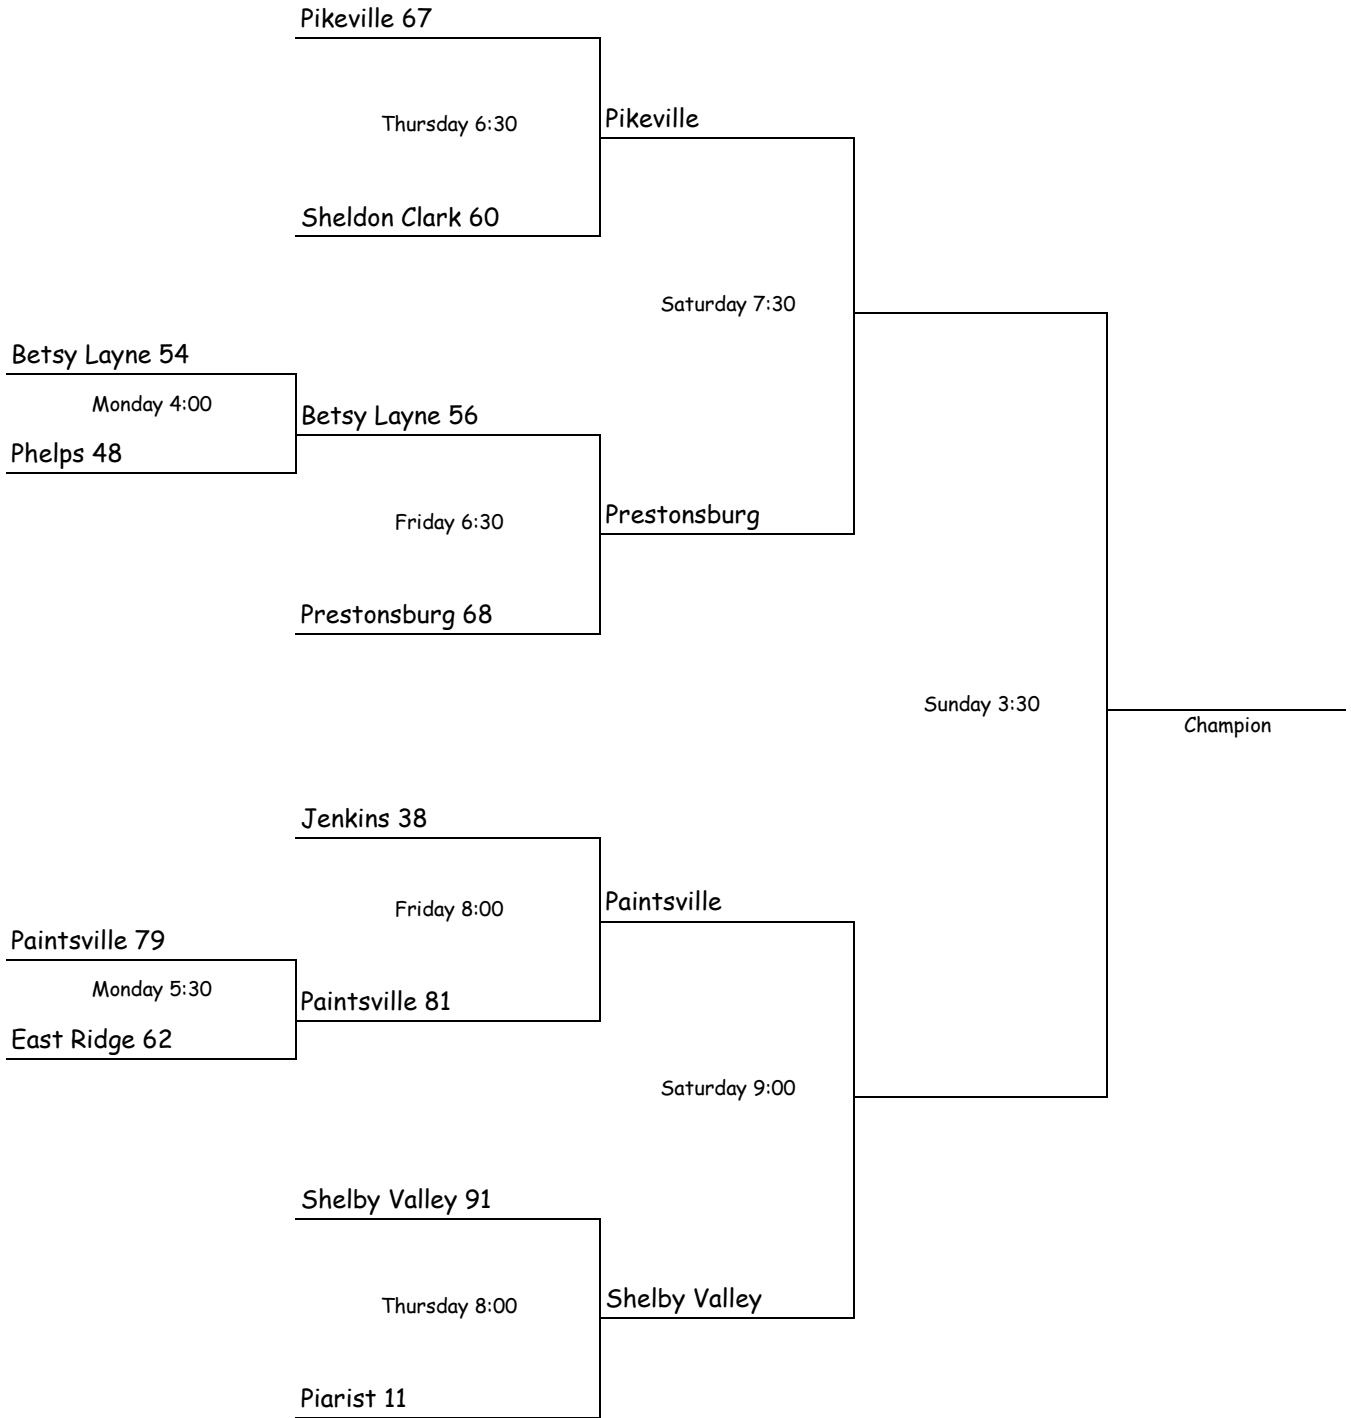 Pikeville 67
Thursday 6:30
Pikeville
Sheldon Clark 60
Saturday 7:30
Betsy Layne 54
Monday 4:00
Betsy Layne 56
Phelps 48
Friday 6:30
Prestonsburg
Prestonsburg 68
Sunday 3:30
Champion
Jenkins 38
Friday 8:00
Paintsville
Paintsville 79
Monday 5:30
Paintsville 81
East Ridge 62
Saturday 9:00
Shelby Valley 91
Thursday 8:00
Shelby Valley
Piarist 11